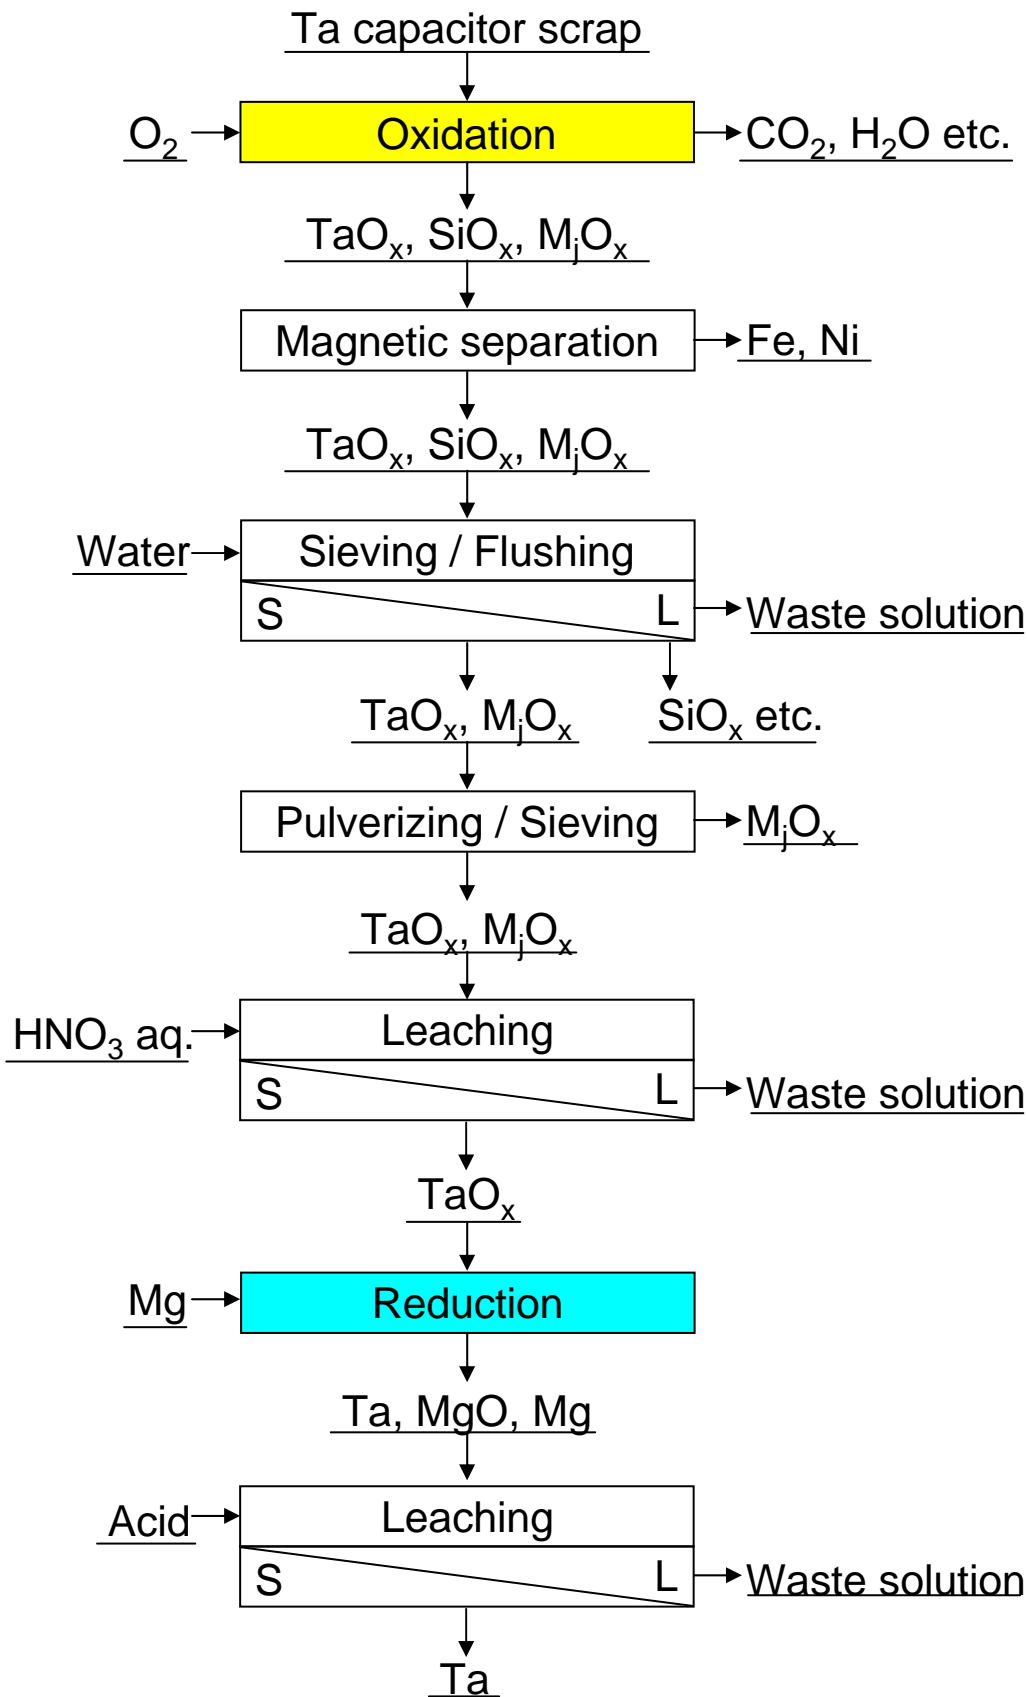 Ta capacitor scrap
O₂ Oxidation CO₂, H₂O etc.
TaOₓ, SiOₓ, MⱼOₓ
Magnetic separation Fe, Ni
TaOₓ, SiOₓ, MⱼOₓ
Water Sieving / Flushing
S L Waste solution
TaOₓ, MⱼOₓ SiOₓ etc.
Pulverizing / Sieving MⱼOₓ
TaOₓ, MⱼOₓ
HNO₃ aq. Leaching
S L Waste solution
TaOₓ
Mg Reduction
Ta, MgO, Mg
Acid Leaching
S L Waste solution
Ta